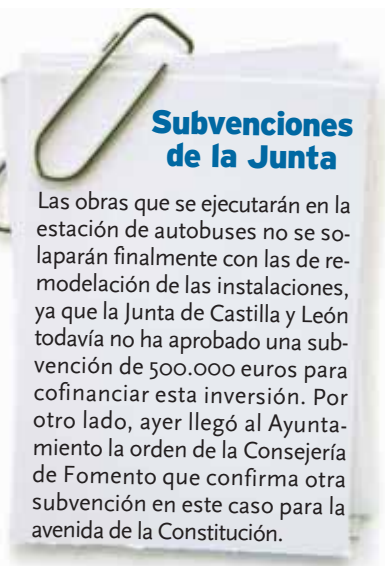 Subvenciones
de la Junta
Las obras que se ejecutarán en la
estación de autobuses no se so-
laparán finalmente con las de re-
modelación de las instalaciones,
ya que la Junta de Castilla y León
todavía no ha aprobado una sub-
vención de 500.000 euros para
cofinanciar esta inversión. Por
otro lado, ayer llegó al Ayunta-
miento la orden de la Consejería
de Fomento que confirma otra
subvención en este caso para la
avenida de la Constitución.